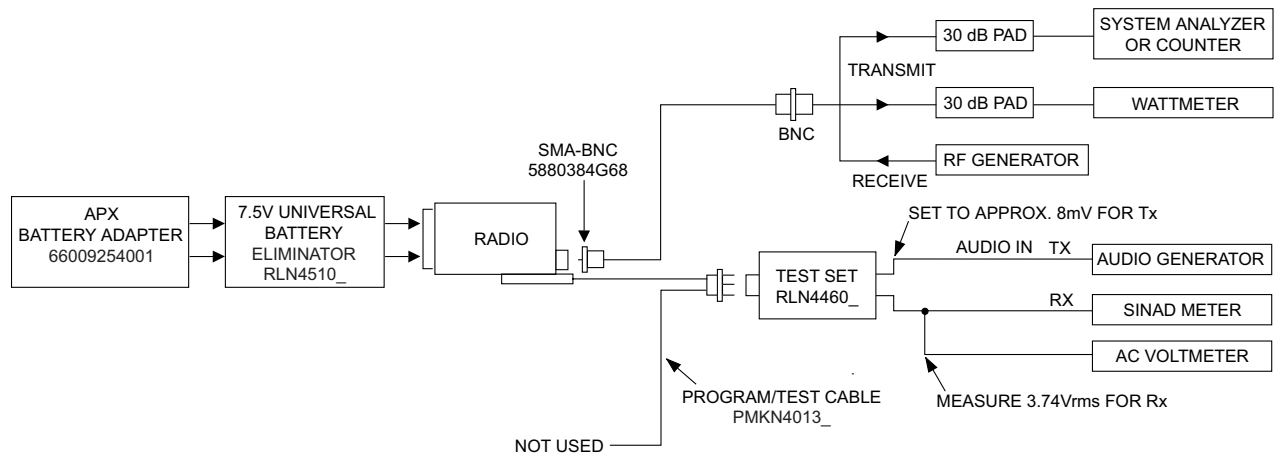 30 dB PAD
SYSTEM ANALYZER
OR COUNTER
TRANSMIT
30 dB PAD
WATTMETER
BNC
SMA-BNC
5880384G68
RF GENERATOR
RECEIVE
APX
BATTERY ADAPTER
66009254001
7.5V UNIVERSAL
BATTERY
ELIMINATOR
RLN4510_
RADIO
SET TO APPROX. 8mV FOR Tx
AUDIO IN TX
AUDIO GENERATOR
TEST SET
RLN4460_
RX
SINAD METER
AC VOLTMETER
PROGRAM/TEST CABLE
PMKN4013_
MEASURE 3.74Vrms FOR Rx
NOT USED